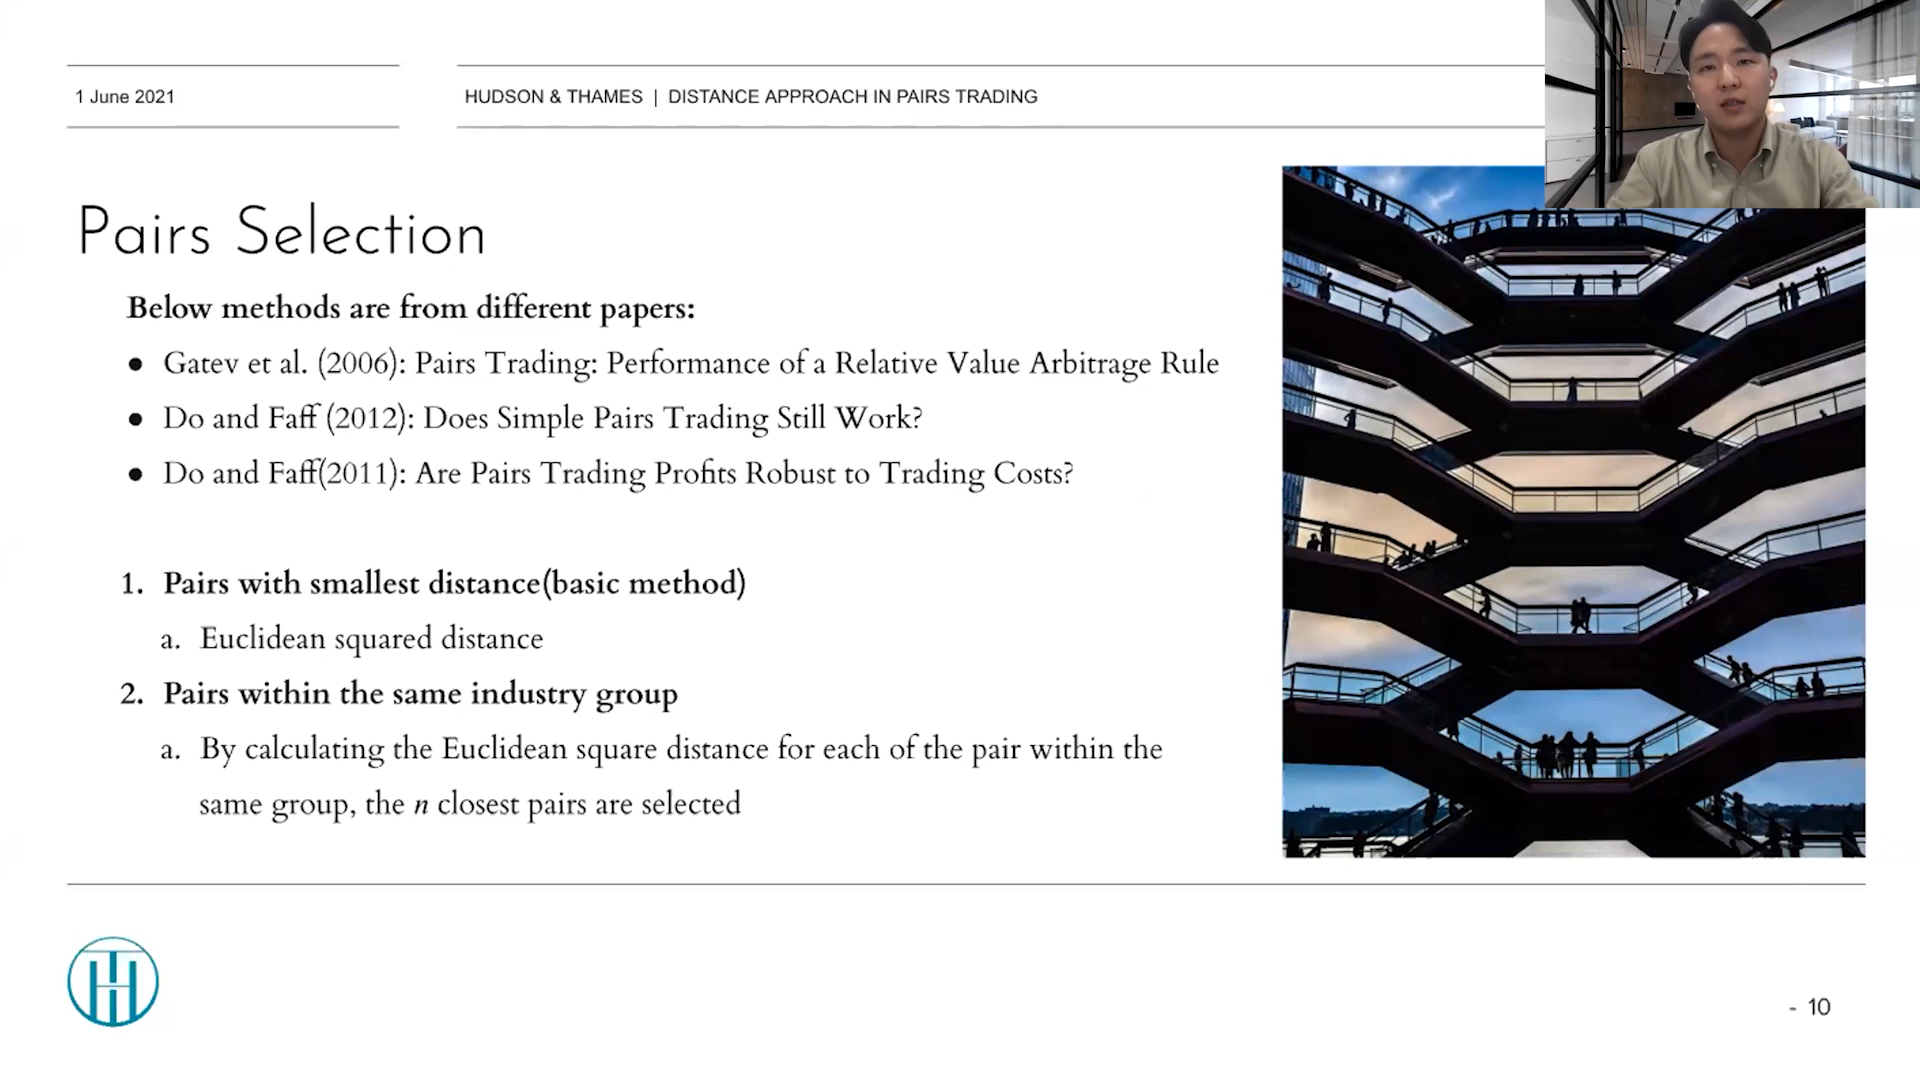 1 June 2021
HUDSON & THAMES | DISTANCE APPROACH IN PAIRS TRADING
Pairs Selection
Below methods are from different papers:
● Gatev et al. (2006): Pairs Trading: Performance of a Relative Value Arbitrage Rule
● Do and Faff (2012): Does Simple Pairs Trading Still Work?
● Do and Faff(2011): Are Pairs Trading Profits Robust to Trading Costs?
1. Pairs with smallest distance(basic method)
a. Euclidean squared distance
2. Pairs within the same industry group
a. By calculating the Euclidean square distance for each of the pair within the
same group, the n closest pairs are selected
- 10